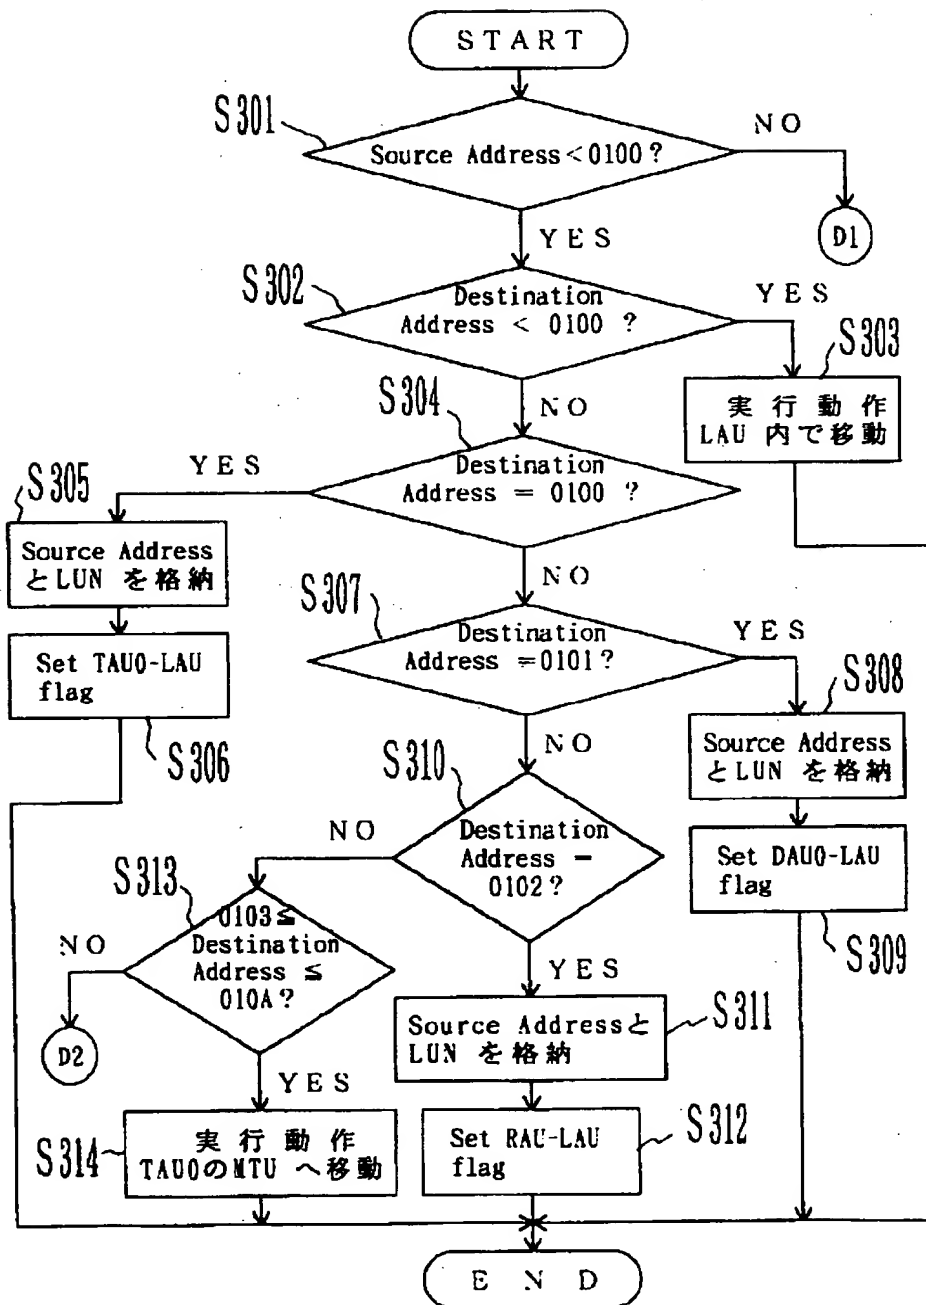 START
S301
Source Address<0100?
NO
D1
YES
S302
Destination
Address < 0100 ?
YES
S303
実行動作
LAU 内で移動
NO
S304
Destination
Address = 0100 ?
YES
S305
Source Address
とLUN を格納
Set TAU0-LAU
flag
S306
NO
S307
Destination
Address =0101?
YES
S308
Source Address
とLUN を格納
Set DAU0-LAU
flag
S309
NO
S310
Destination
Address =
0102?
NO
S313
0103≦
Destination
Address ≦
010A?
NO
D2
YES
S311
Source Addressと
LUN を格納
Set RAU-LAU
flag
S312
YES
S314
実行動作
TAU0のMTU へ移動
END